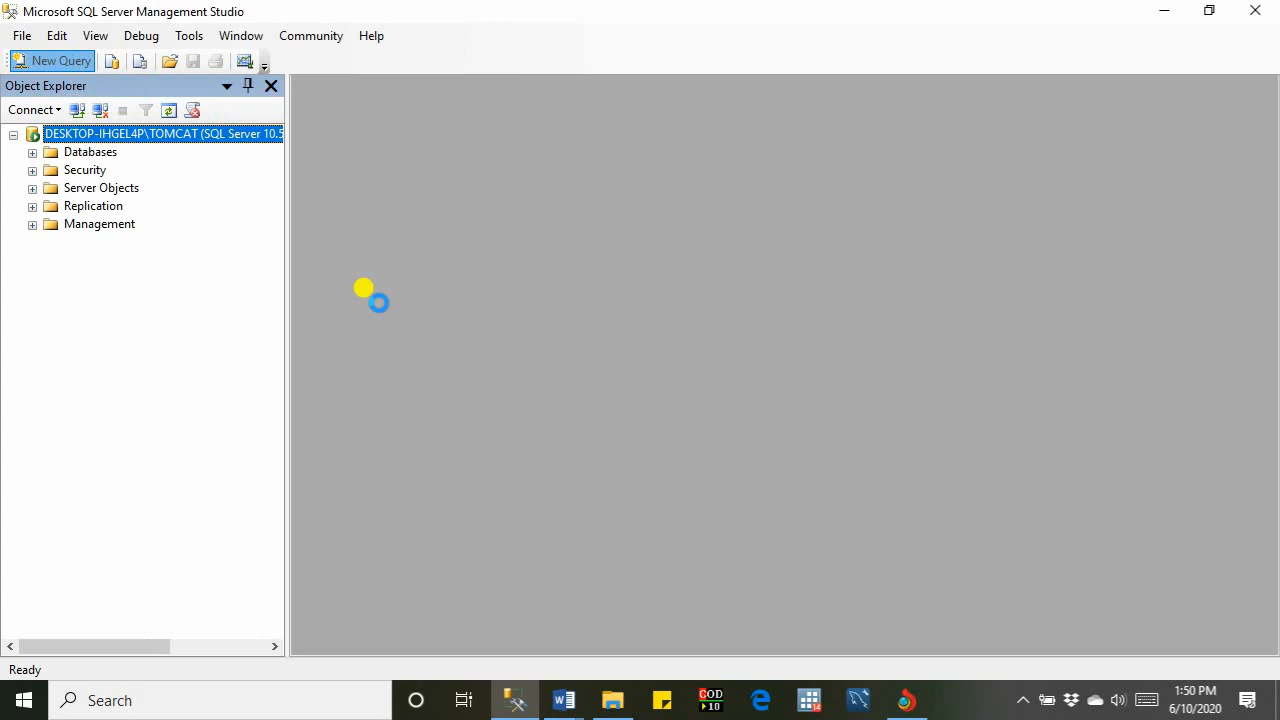 Microsoft SQL Server Management Studio
File Edit View Debug Tools Window Community Help
New Query
Object Explorer
Connect
DESKTOP-IHGEL4P\TOMCAT (SQL Server 10.5
Databases
Security
Server Objects
Replication
Management
Ready
Search
COD
10
14
1:50 PM
6/10/2020